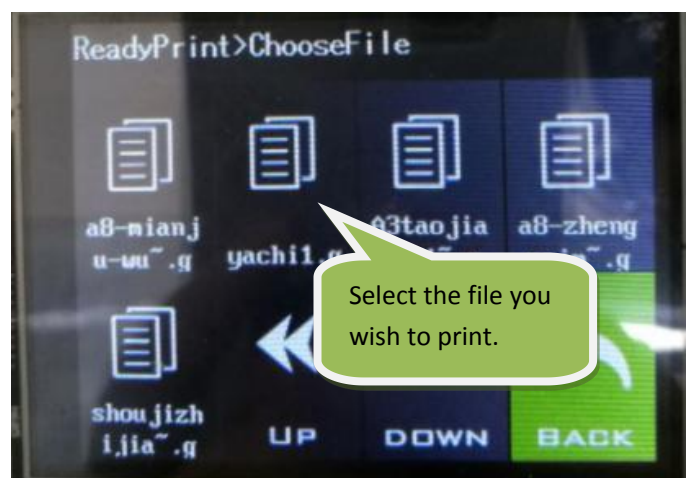 ReadyPrint>ChooseFile
a8-mianj
u-wu~.g
yachi1.g
A3taojia
a8-zheng
.g
Select the file you
wish to print.
shoujizh
ijia~.g
UP
DOWN
BACK